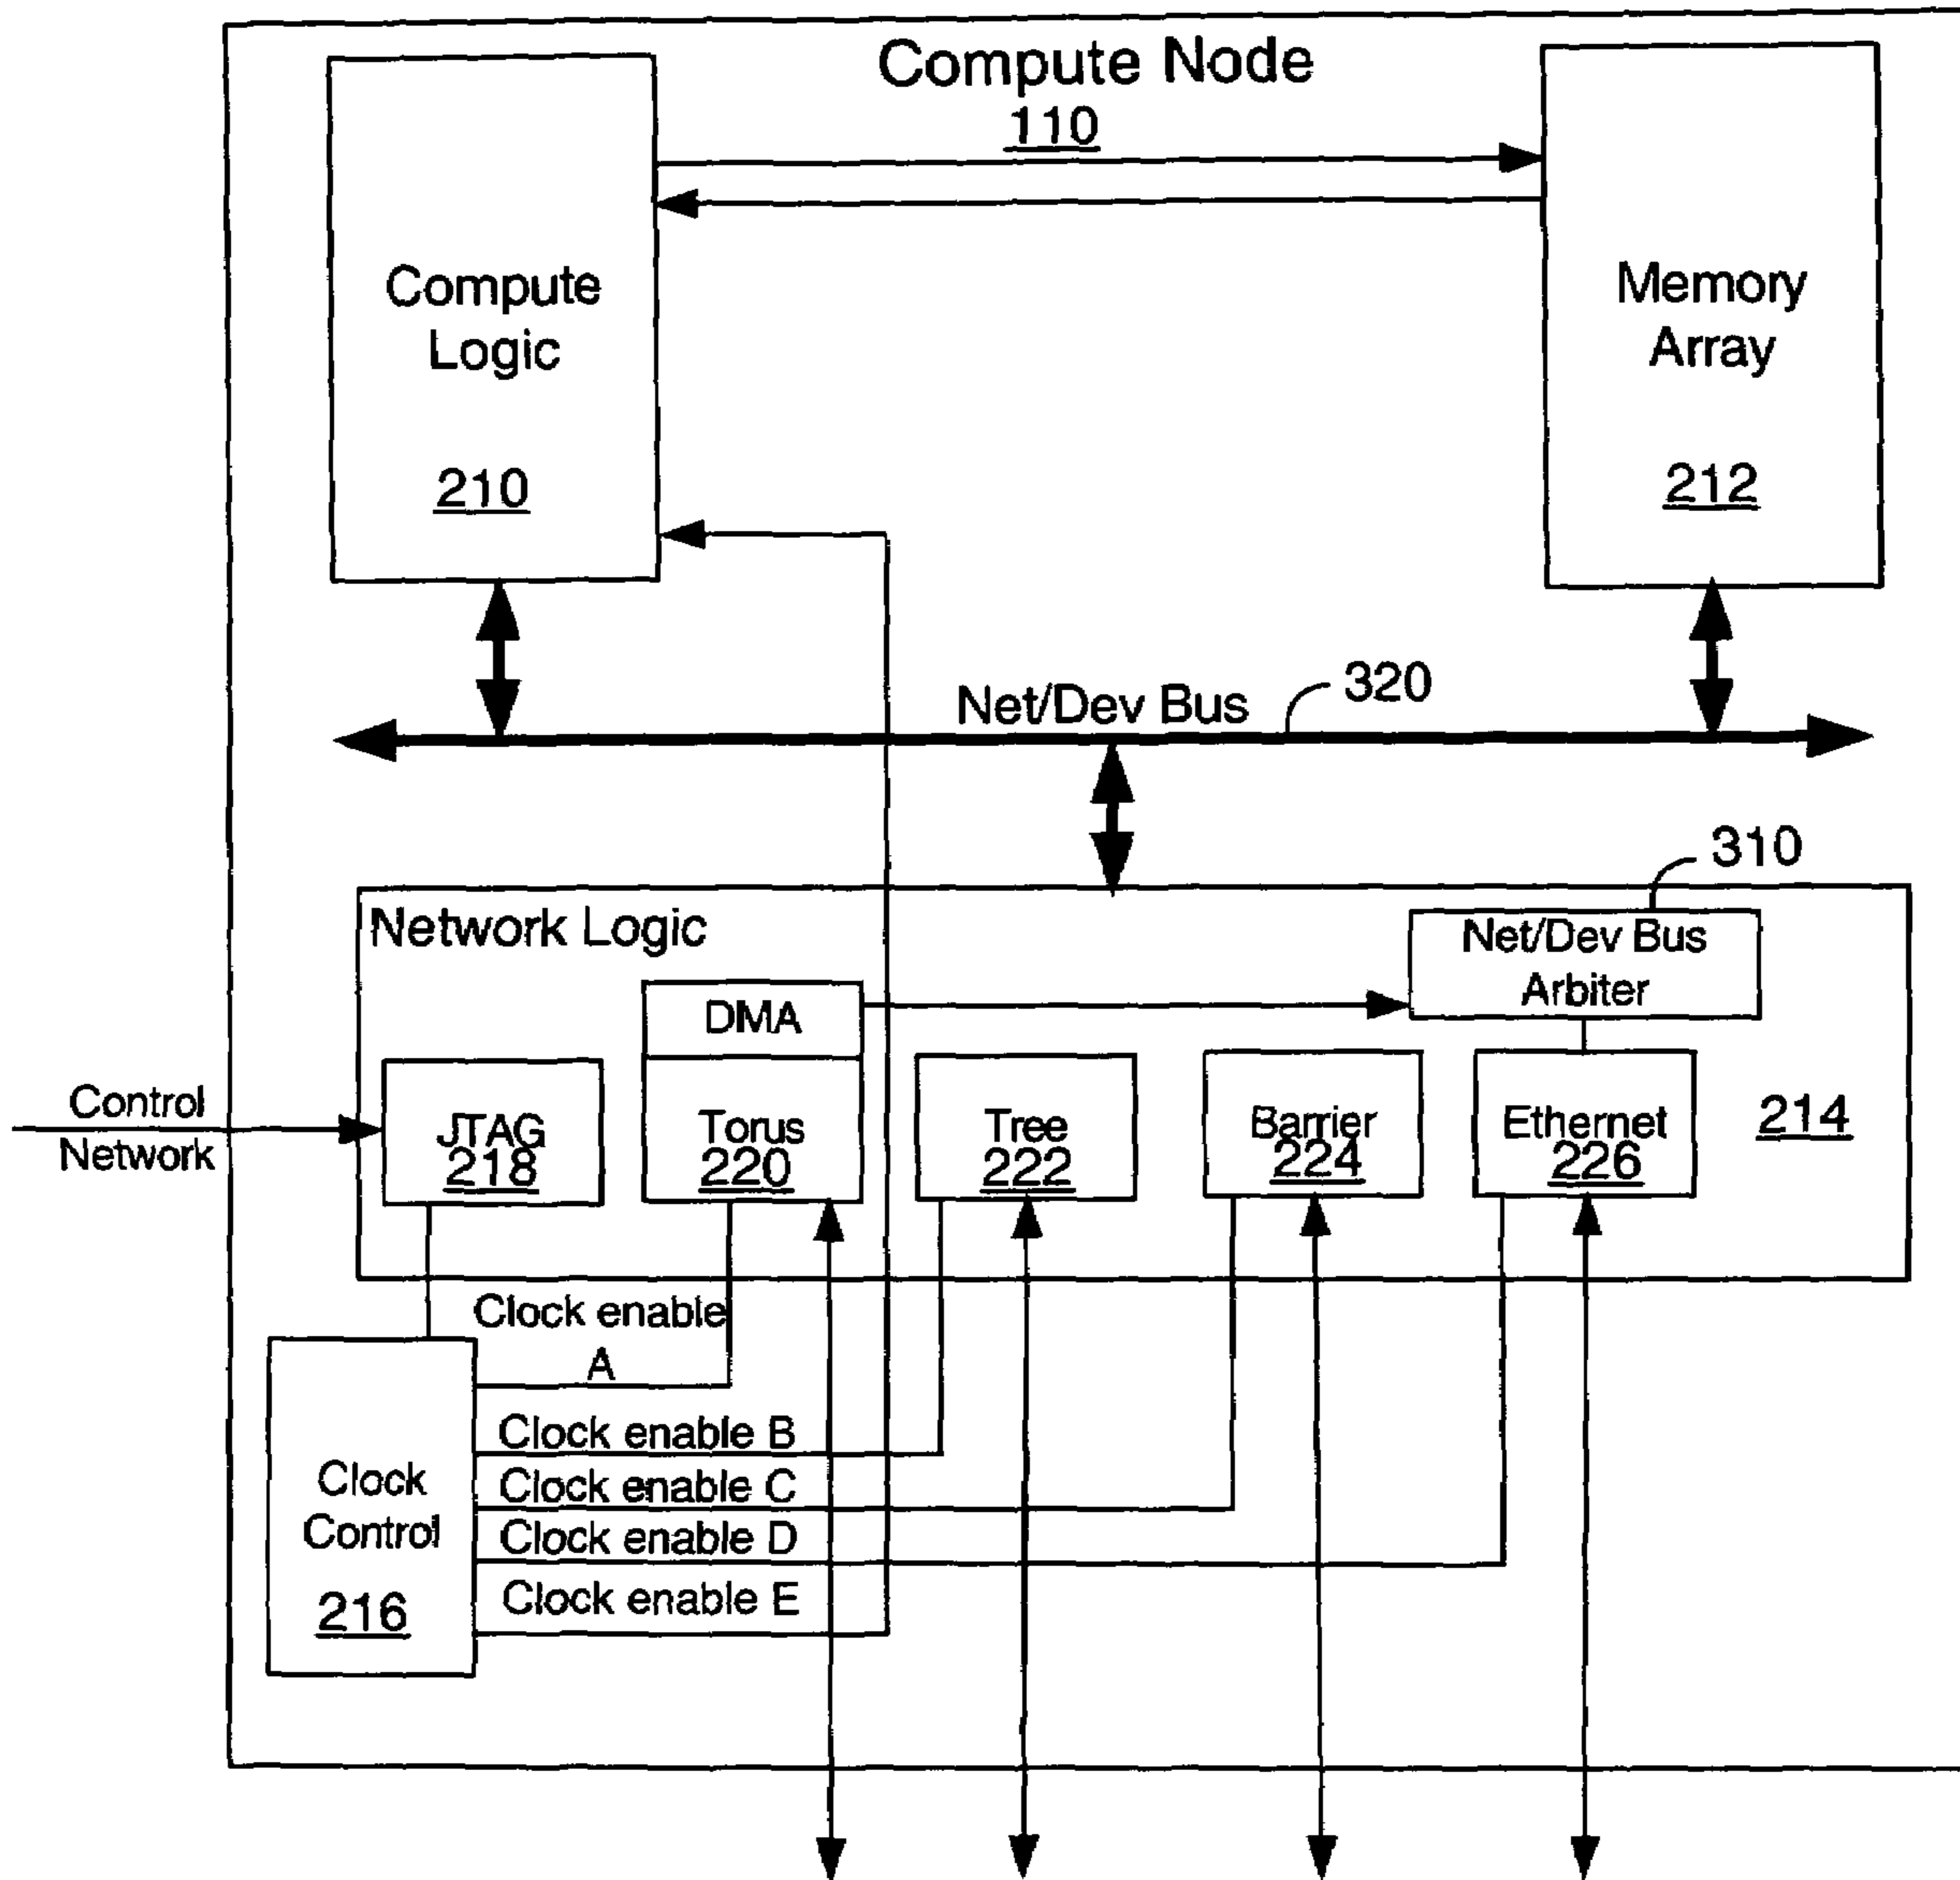 Compute Node
110
Compute
Logic
210
Memory
Array
212
Net/Dev Bus
320
310
Network Logic
Net/Dev Bus
Arbiter
DMA
Control
Network
JTAG
218
Torus
220
Tree
222
Barrier
224
Ethernet
226
214
Clock enable
A
Clock enable B
Clock enable C
Clock enable D
Clock enable E
Clock
Control
216